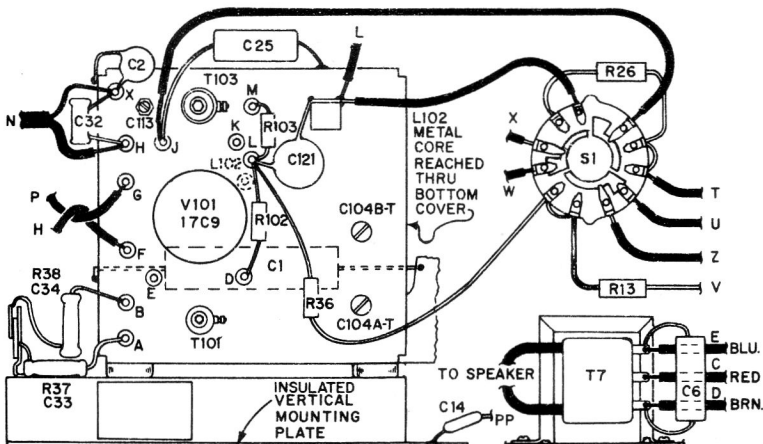 C2
C25
L
X
T103
R26
N
C32
C113
M
R103
K
H
J
L
L102
C121
L102
METAL
CORE
REACHED
THRU
BOTTOM
COVER
X
W
S1
P
G
V101
17C9
R102
C104B-T
T
U
Z
H
F
C1
R38
C34
E
D
R36
R13
V
B
T101
C104A-T
A
R37
C33
INSULATED
VERTICAL
MOUNTING
PLATE
TO SPEAKER
T7
C6
E
BLU.
C
RED
D
BRN.
C14
PP